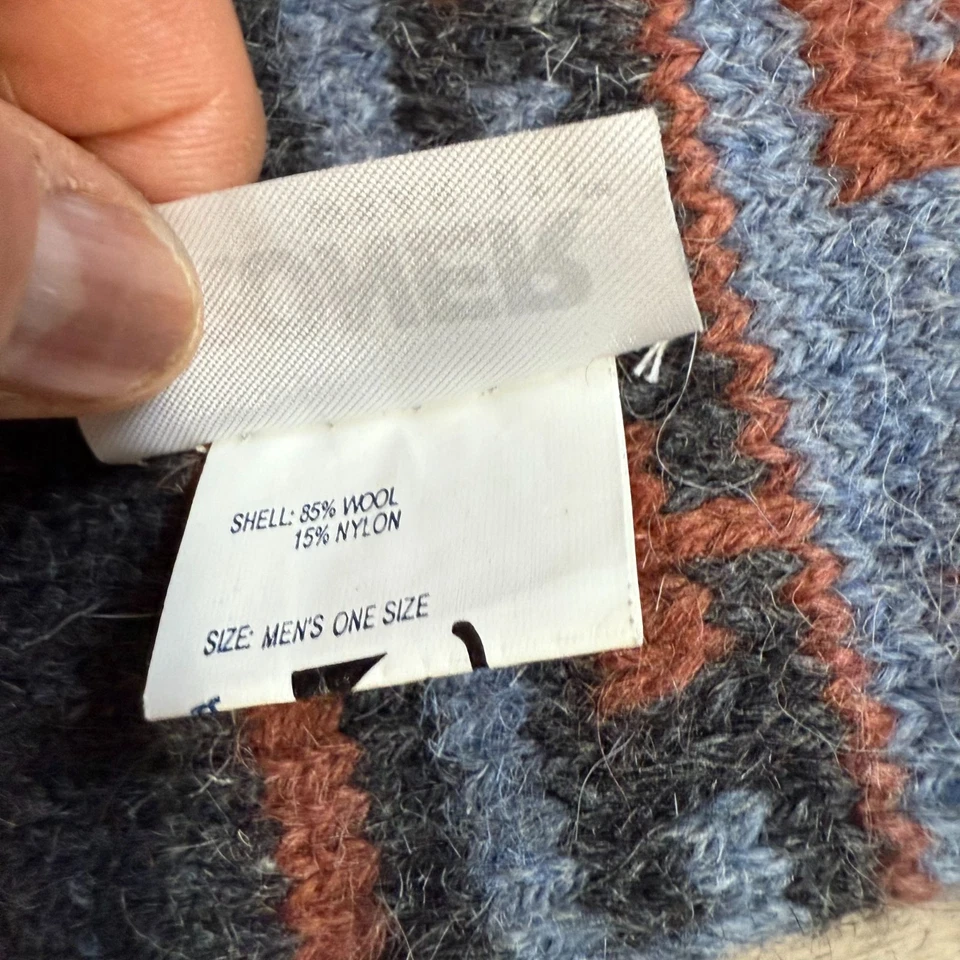 SHELL: 85% WOOL
15% NYLON
SIZE: MEN'S ONE SIZE